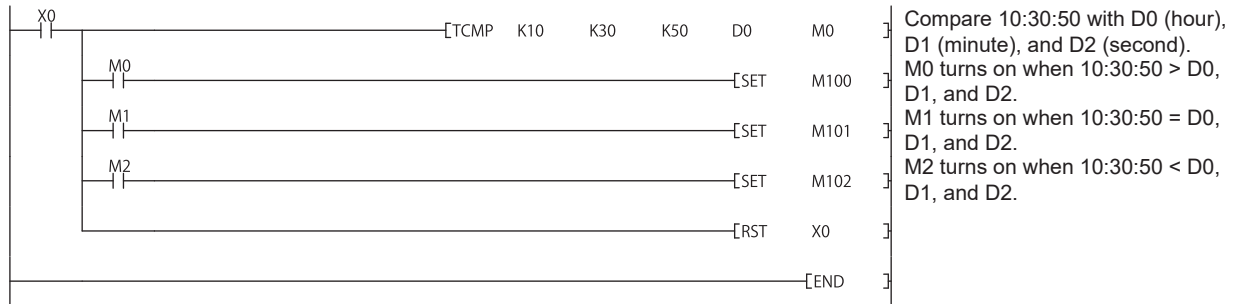 X0
[TCMP K10 K30 K50 D0 M0 ]
M0
[SET M100 ]
M1
[SET M101 ]
M2
[SET M102 ]
[RST X0 ]
[END ]
Compare 10:30:50 with D0 (hour),
D1 (minute), and D2 (second).
M0 turns on when 10:30:50 > D0,
D1, and D2.
M1 turns on when 10:30:50 = D0,
D1, and D2.
M2 turns on when 10:30:50 < D0,
D1, and D2.